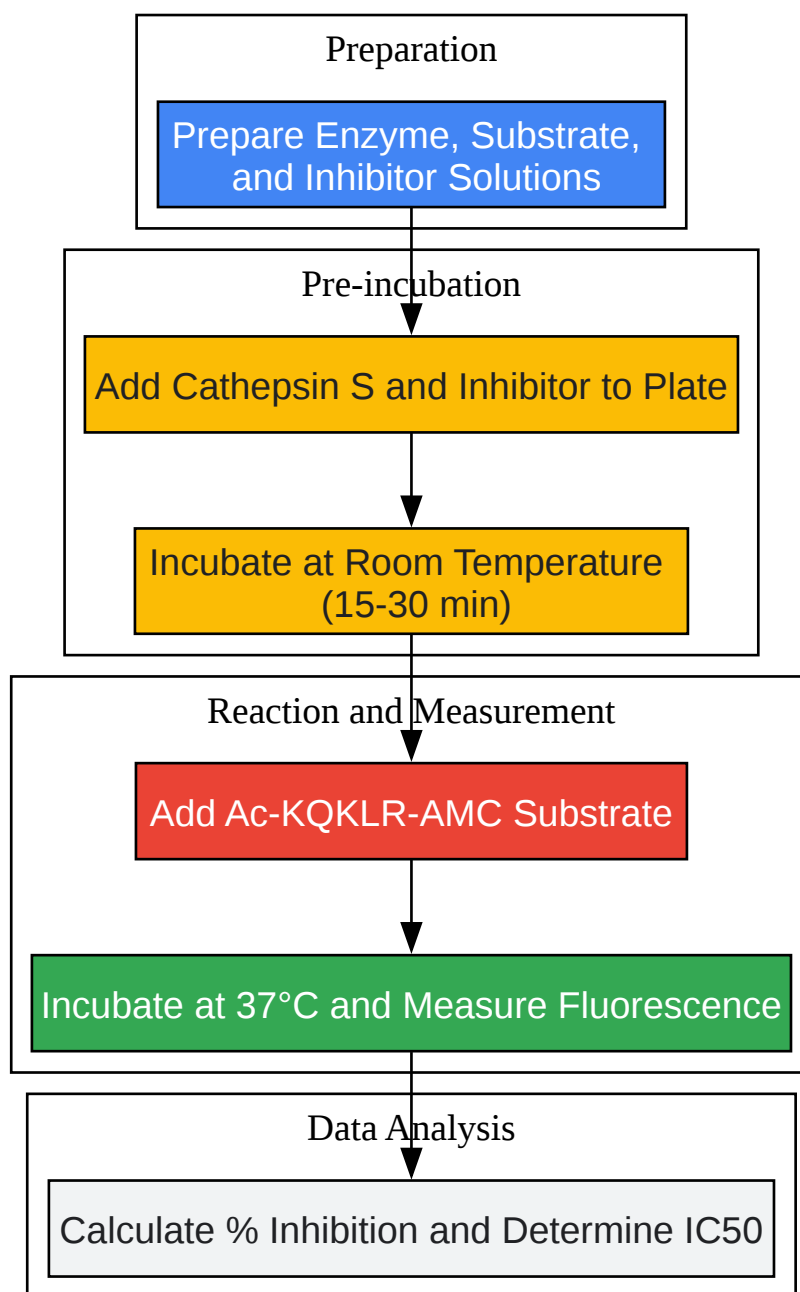 Preparation
Prepare Enzyme, Substrate,
and Inhibitor Solutions
Pre-incubation
Add Cathepsin S and Inhibitor to Plate
Incubate at Room Temperature
(15-30 min)
Reaction and Measurement
Add Ac-KQKLR-AMC Substrate
Incubate at 37°C and Measure Fluorescence
Data Analysis
Calculate % Inhibition and Determine IC50